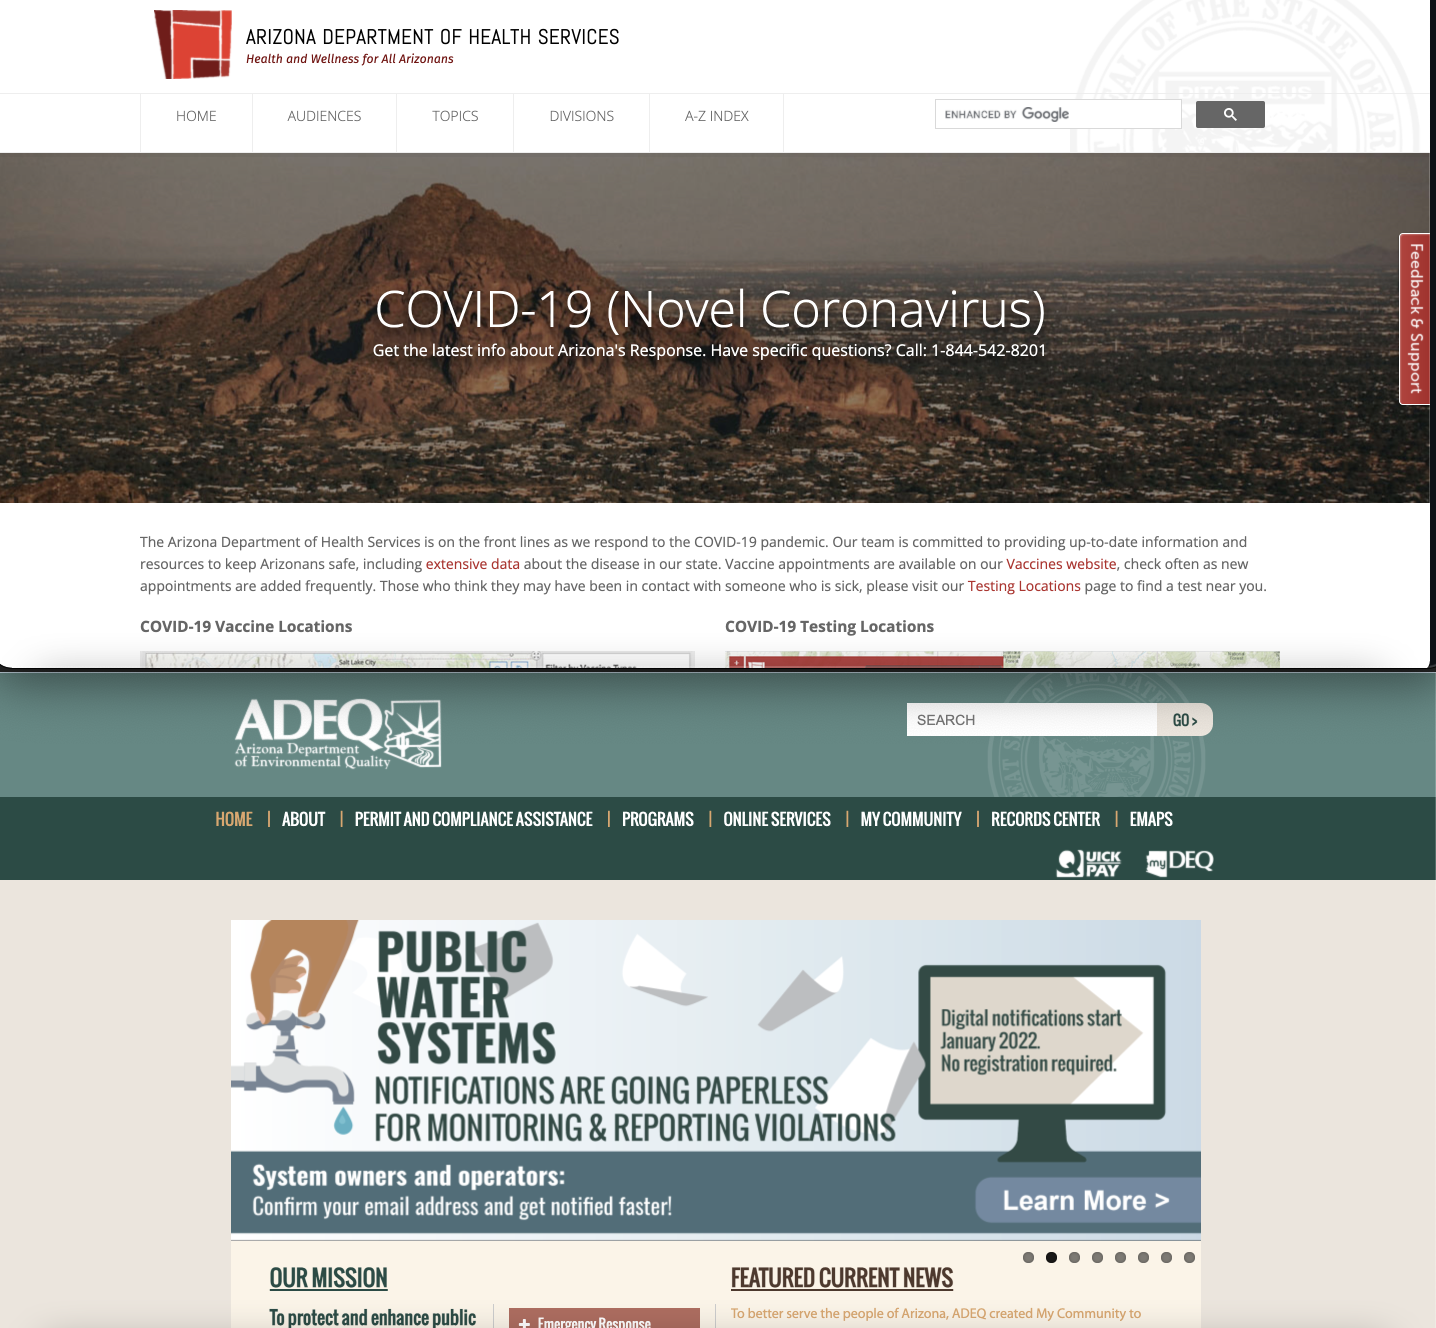 ARIZONA DEPARTMENT OF HEALTH SERVICES
Health and Wellness for All Arizonans
HOME
AUDIENCES
TOPICS
DIVISIONS
A-Z INDEX
ENHANCED BY Google
DITAT DEUS
Feedback & Support
COVID-19 (Novel Coronavirus)
Get the latest info about Arizona's Response. Have specific questions? Call: 1-844-542-8201
The Arizona Department of Health Services is on the front lines as we respond to the COVID-19 pandemic. Our team is committed to providing up-to-date information and
resources to keep Arizonans safe, including extensive data about the disease in our state. Vaccine appointments are available on our Vaccines website, check often as new
appointments are added frequently. Those who think they may have been in contact with someone who is sick, please visit our Testing Locations page to find a test near you.
COVID-19 Vaccine Locations
COVID-19 Testing Locations
Salt Lake City
Filter by Vaccine Types
ADEQ
Arizona Department
of Environmental Quality
SEARCH
GO >
HOME | ABOUT | PERMIT AND COMPLIANCE ASSISTANCE | PROGRAMS | ONLINE SERVICES | MY COMMUNITY | RECORDS CENTER | EMAPS
QUICK PAY
myDEQ
PUBLIC
WATER
SYSTEMS
NOTIFICATIONS ARE GOING PAPERLESS
FOR MONITORING & REPORTING VIOLATIONS
Digital notifications start
January 2022.
No registration required.
System owners and operators:
Confirm your email address and get notified faster!
Learn More >
OUR MISSION
To protect and enhance public
+ Emergency Response
FEATURED CURRENT NEWS
To better serve the people of Arizona, ADEQ created My Community to